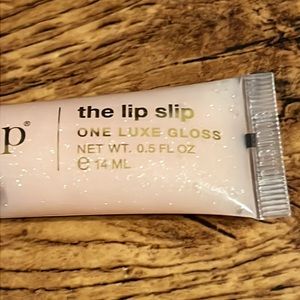 p®
the lip slip
ONE LUXE GLOSS
NET WT. 0.5 FL OZ
℮ 14 ML